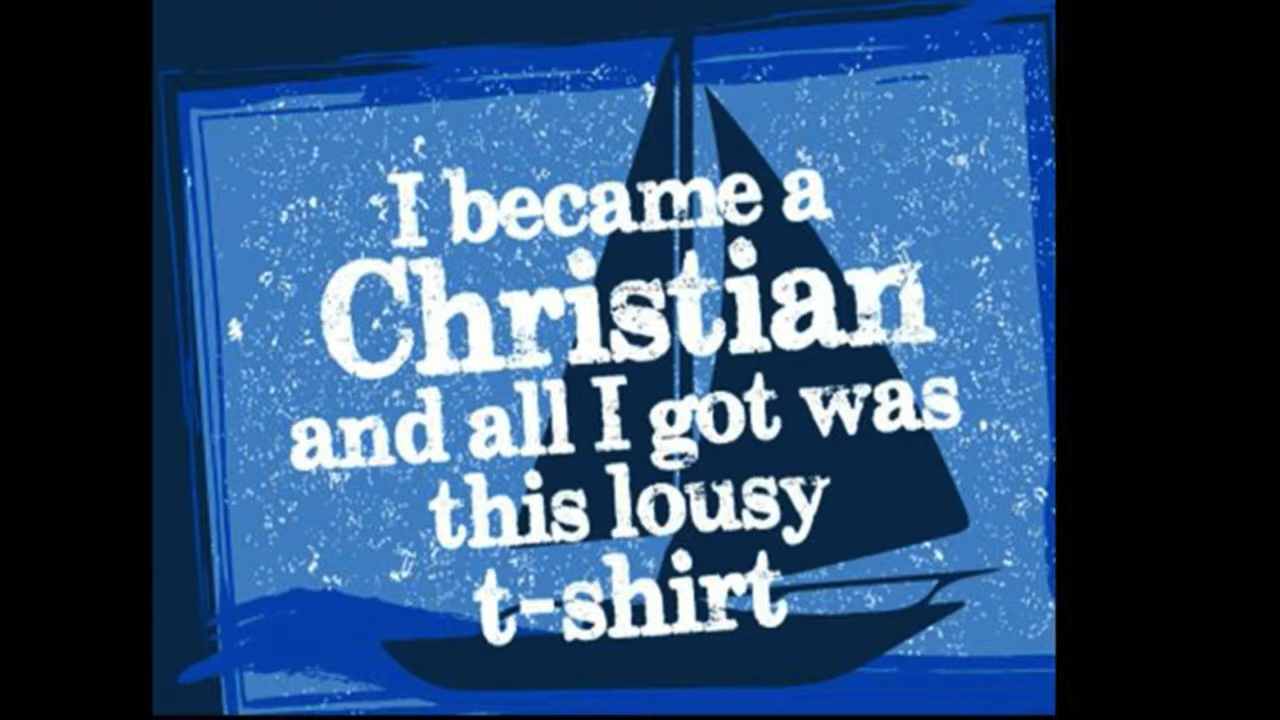 I became a
Christian
and all I got was
this lousy
t-shirt